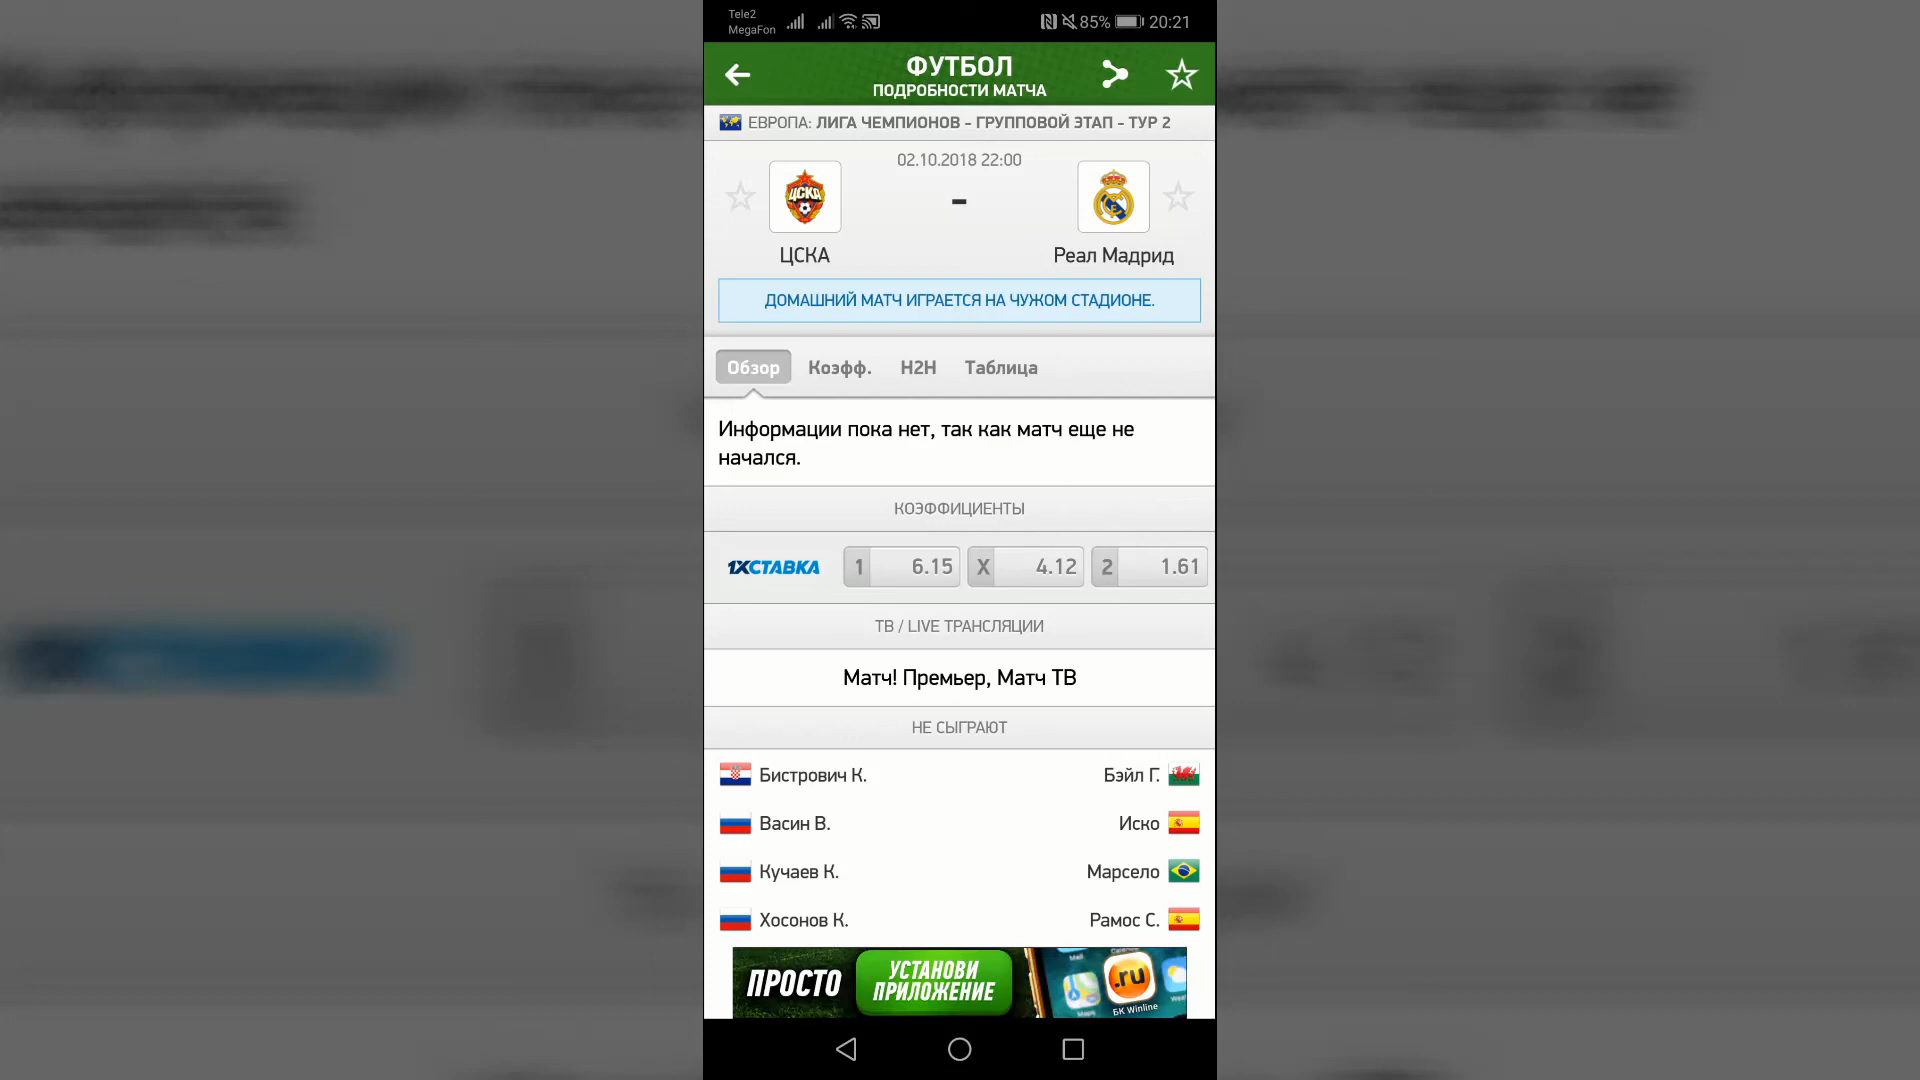 Tele2
MegaFon
85% 20:21
ФУТБОЛ
ПОДРОБНОСТИ МАТЧА
ЕВРОПА: ЛИГА ЧЕМПИОНОВ - ГРУППОВОЙ ЭТАП - ТУР 2
02.10.2018 22:00
ЦСКА
-
ЦСКА Реал Мадрид
ДОМАШНИЙ МАТЧ ИГРАЕТСЯ НА ЧУЖОМ СТАДИОНЕ.
Обзор Коэфф. H2H Таблица
Информации пока нет, так как матч еще не
начался.
КОЭФФИЦИЕНТЫ
1XСТАВКА 1 6.15 X 4.12 2 1.61
ТВ / LIVE ТРАНСЛЯЦИИ
Матч! Премьер, Матч ТВ
НЕ СЫГРАЮТ
Бистрович К. Бэйл Г.
Васин В. Иско
Кучаев К. Марсело
Хосонов К. Рамос С.
ПРОСТО
УСТАНОВИ
ПРИЛОЖЕНИЕ
Mail
.ru
Maps
БК Winline